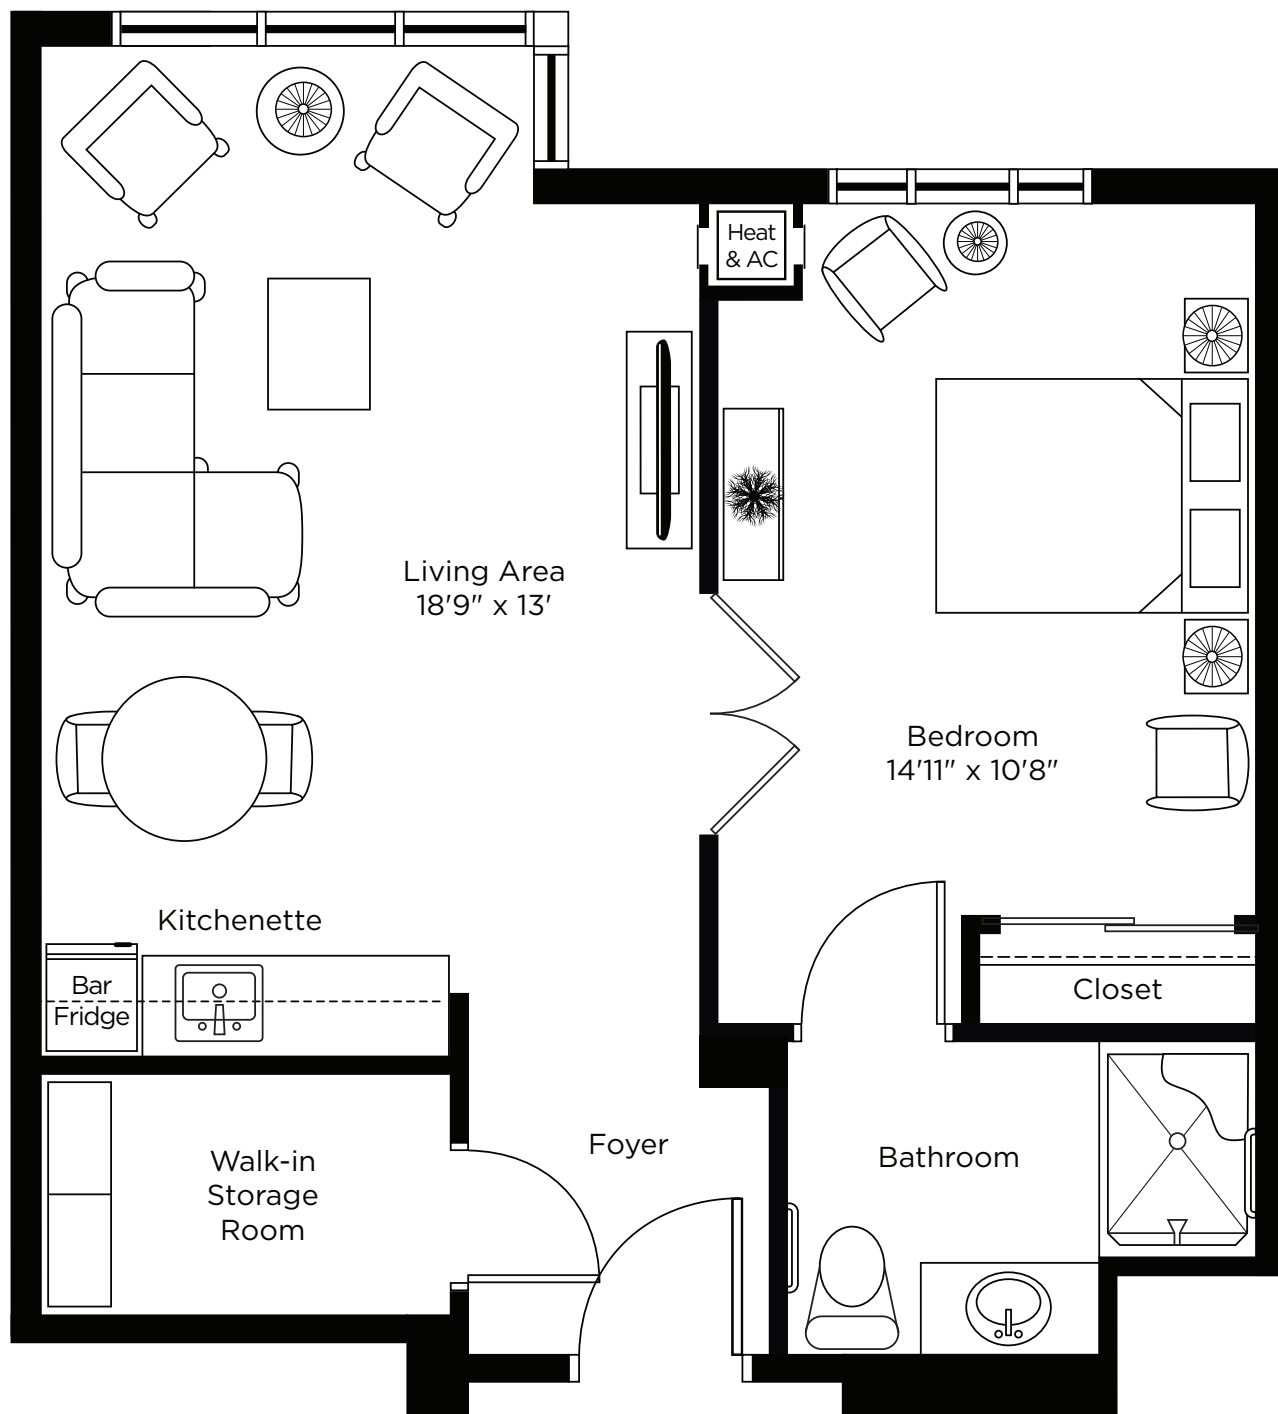 Heat
& AC
Living Area
18'9" x 13'
Bedroom
14'11" x 10'8"
Kitchenette
Bar
Fridge
Closet
Foyer
Walk-in
Storage
Room
Bathroom